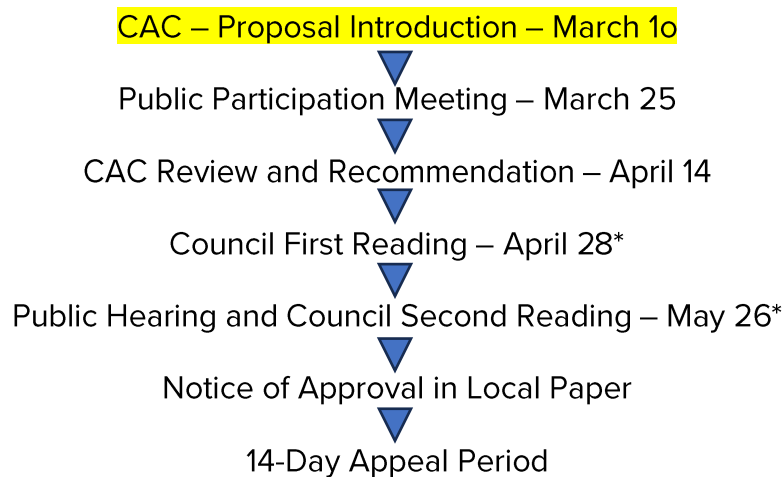 CAC – Proposal Introduction – March 1o
Public Participation Meeting – March 25
CAC Review and Recommendation – April 14
Council First Reading – April 28*
Public Hearing and Council Second Reading – May 26*
Notice of Approval in Local Paper
14-Day Appeal Period